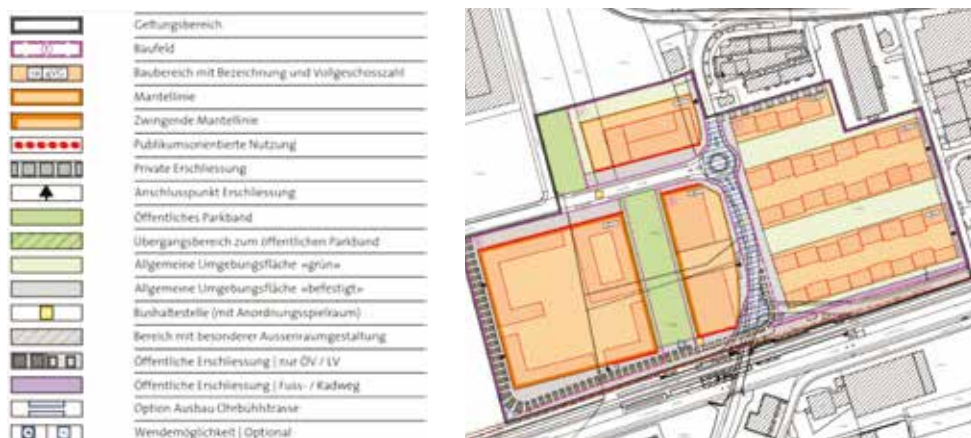 Geltungsbereich
Baufeld
Baubereich mit Bezeichnung und Vollgeschosszahl
Mantellinie
Zwingende Mantellinie
Publikumsorientierte Nutzung
Private Erschliessung
Anschlusspunkt Erschliessung
Öffentliches Parkband
Übergangsbereich zum öffentlichen Parkband
Allgemeine Umgebungsfläche «grün»
Allgemeine Umgebungsfläche «befestigt»
Bushaltestelle (mit Anordnungsspielraum)
Bereich mit besonderer Aussenraumgestaltung
Öffentliche Erschliessung | nur ÖV / LV
Öffentliche Erschliessung | Fuss- / Radweg
Option Ausbau Ohrbühlstrasse
Wendemöglichkeit | Optional